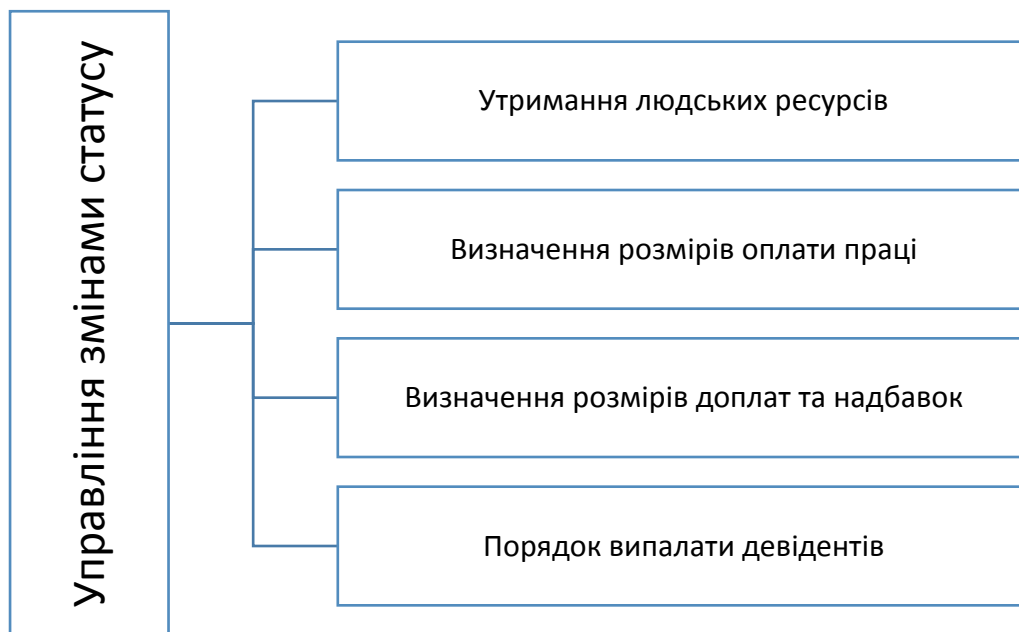 Управління змінами статусу
Утримання людських ресурсів
Визначення розмірів оплати праці
Визначення розмірів доплат та надбавок
Порядок випалати девідентів